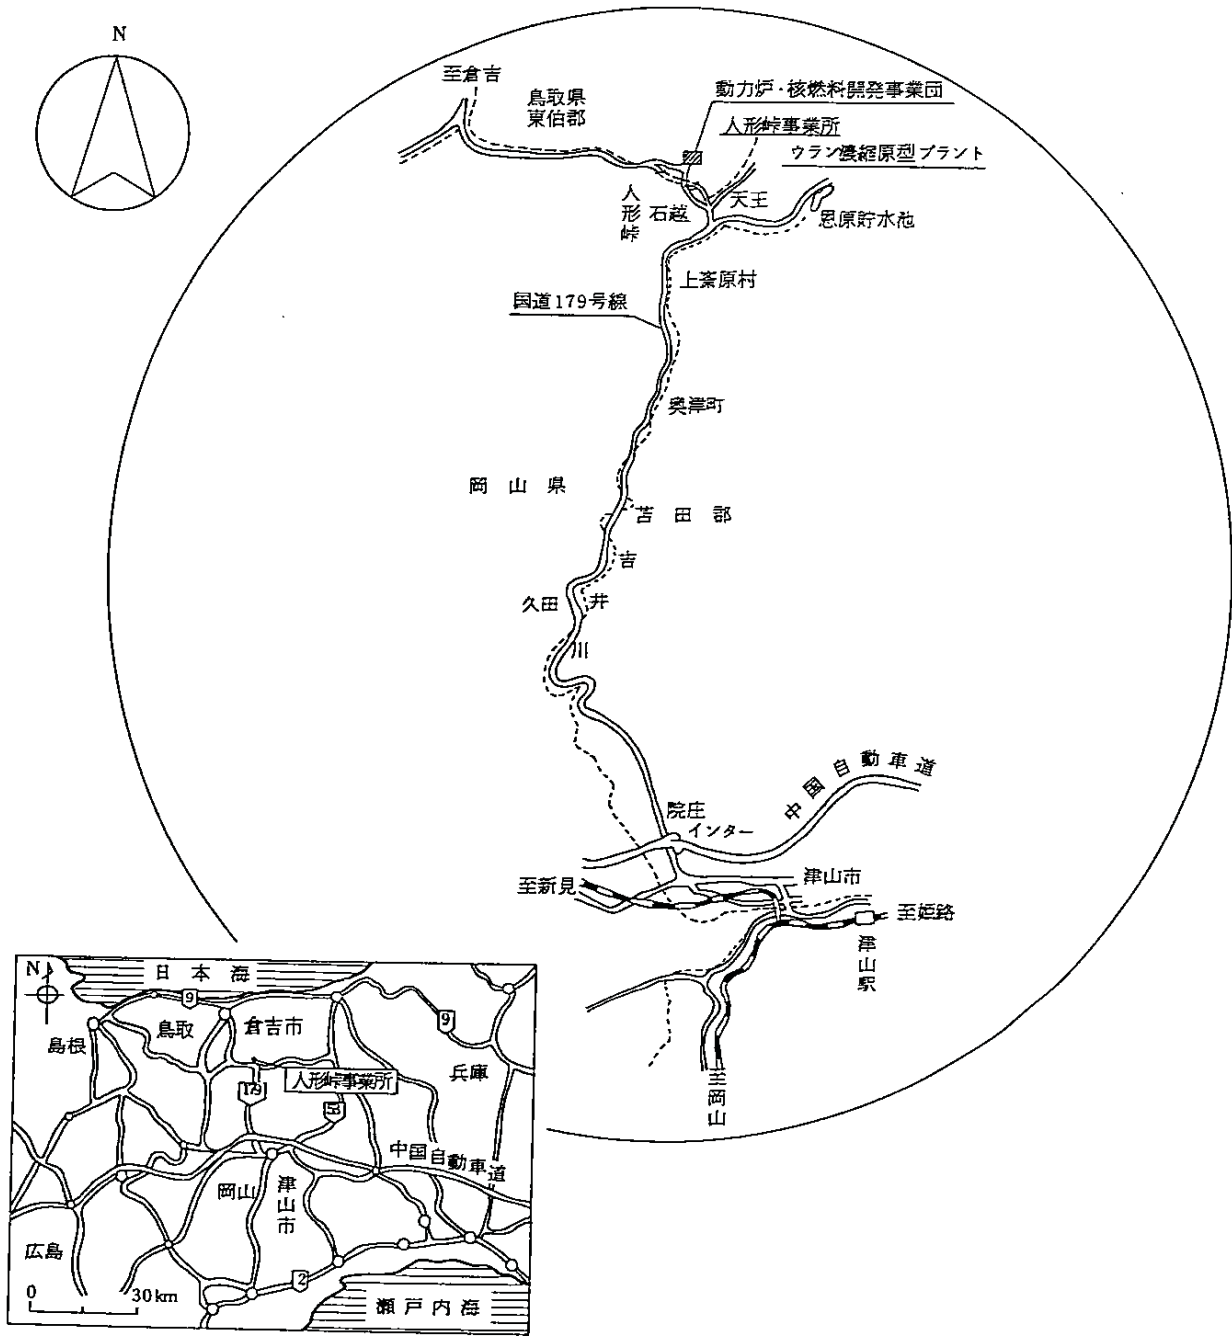 N
至倉吉
鳥取県
東伯郡
動力炉・核燃料開発事業団
人形峠事業所
ウラン濃縮原型プラント
人形峠
石越
天王
恩原貯水池
上斎原村
国道179号線
奥津町
岡山県
苫田郡
吉井川
久田
中国自動車道
院庄
インター
至新見
津山市
至姫路
津山駅
至岡山
N
日本海
9
鳥取
倉吉市
島根
9
兵庫
179
人形峠事業所
53
中国自動車道
岡山
津山市
広島
2
0
30km
瀬戸内海